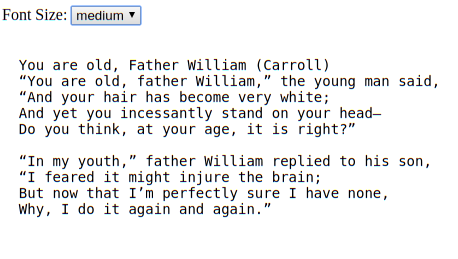 Font Size: medium
You are old, Father William (Carroll)
“You are old, father William,” the young man said,
“And your hair has become very white;
And yet you incessantly stand on your head—
Do you think, at your age, it is right?”
“In my youth,” father William replied to his son,
“I feared it might injure the brain;
But now that I’m perfectly sure I have none,
Why, I do it again and again.”